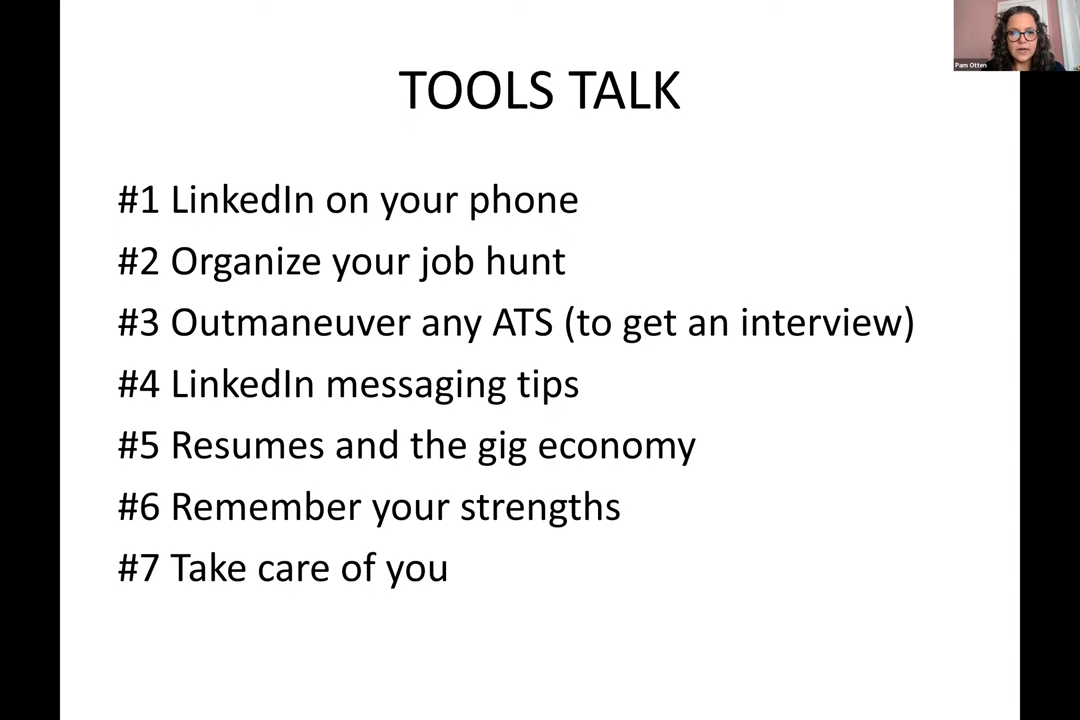 TOOLS TALK
#1 LinkedIn on your phone
#2 Organize your job hunt
#3 Outmaneuver any ATS (to get an interview)
#4 LinkedIn messaging tips
#5 Resumes and the gig economy
#6 Remember your strengths
#7 Take care of you
Pam Otten